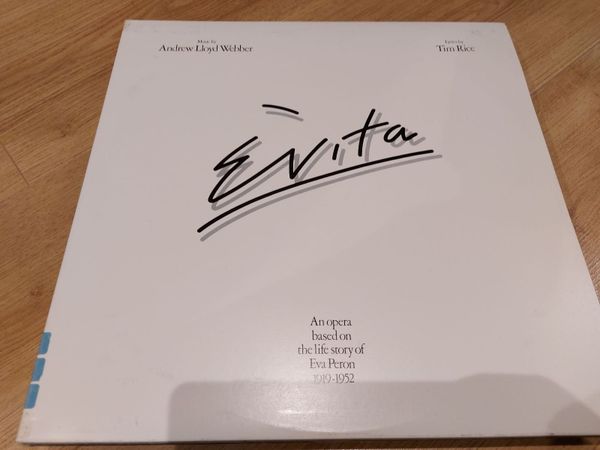 Music by
Andrew Lloyd Webber
Lyrics by
Tim Rice
Evita
An opera
based on
the life story of
Eva Peron
1919-1952